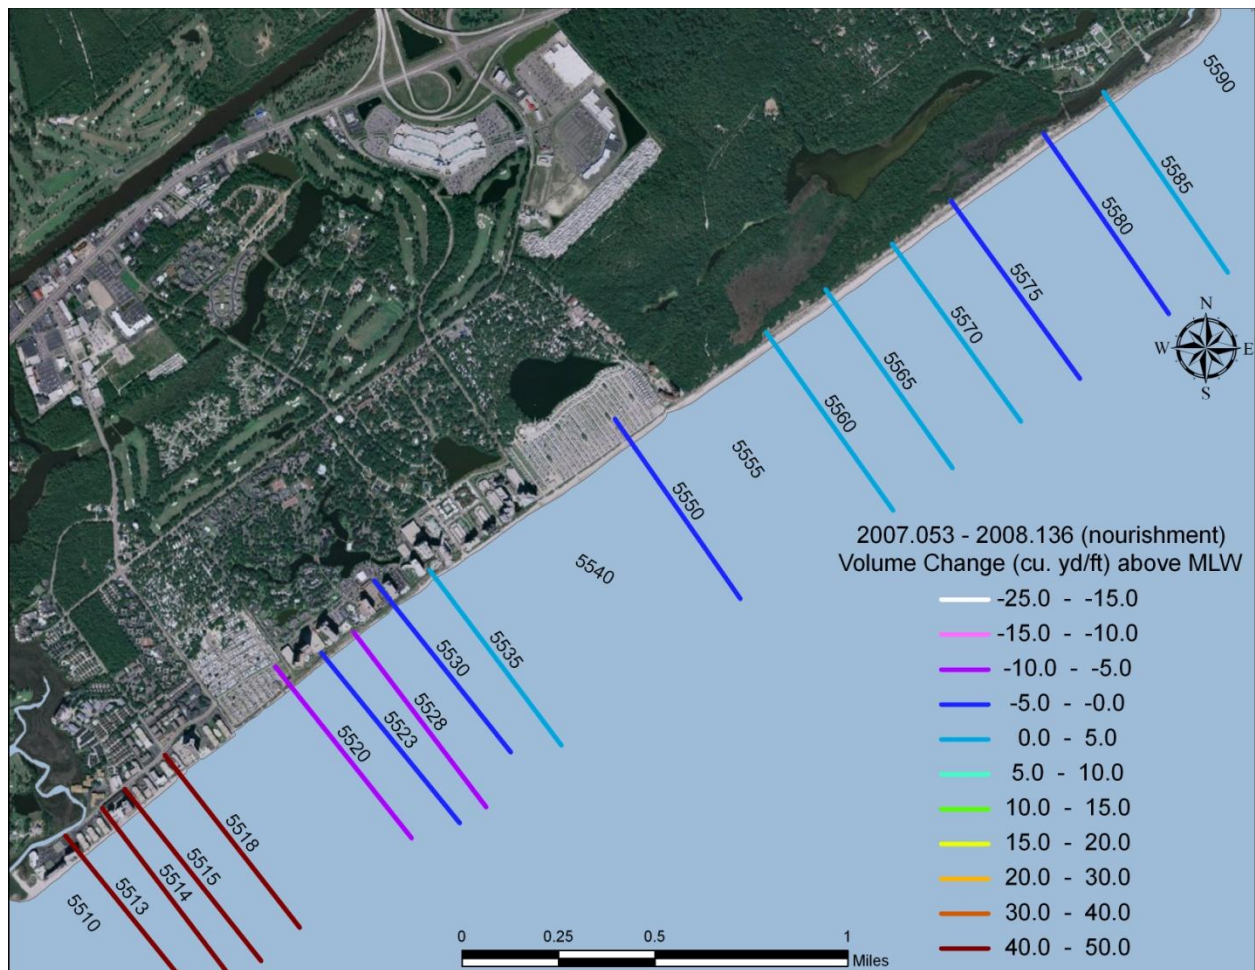 5590
5585
5580
5575
5570
5565
5560
5555
5550
5540
5535
5530
5528
5523
5520
5518
5515
5514
5513
5510
N
W E
S
2007.053 - 2008.136 (nourishment)
Volume Change (cu. yd/ft) above MLW
-25.0 - -15.0
-15.0 - -10.0
-10.0 - -5.0
-5.0 - -0.0
0.0 - 5.0
5.0 - 10.0
10.0 - 15.0
15.0 - 20.0
20.0 - 30.0
30.0 - 40.0
40.0 - 50.0
0 0.25 0.5 1
Miles